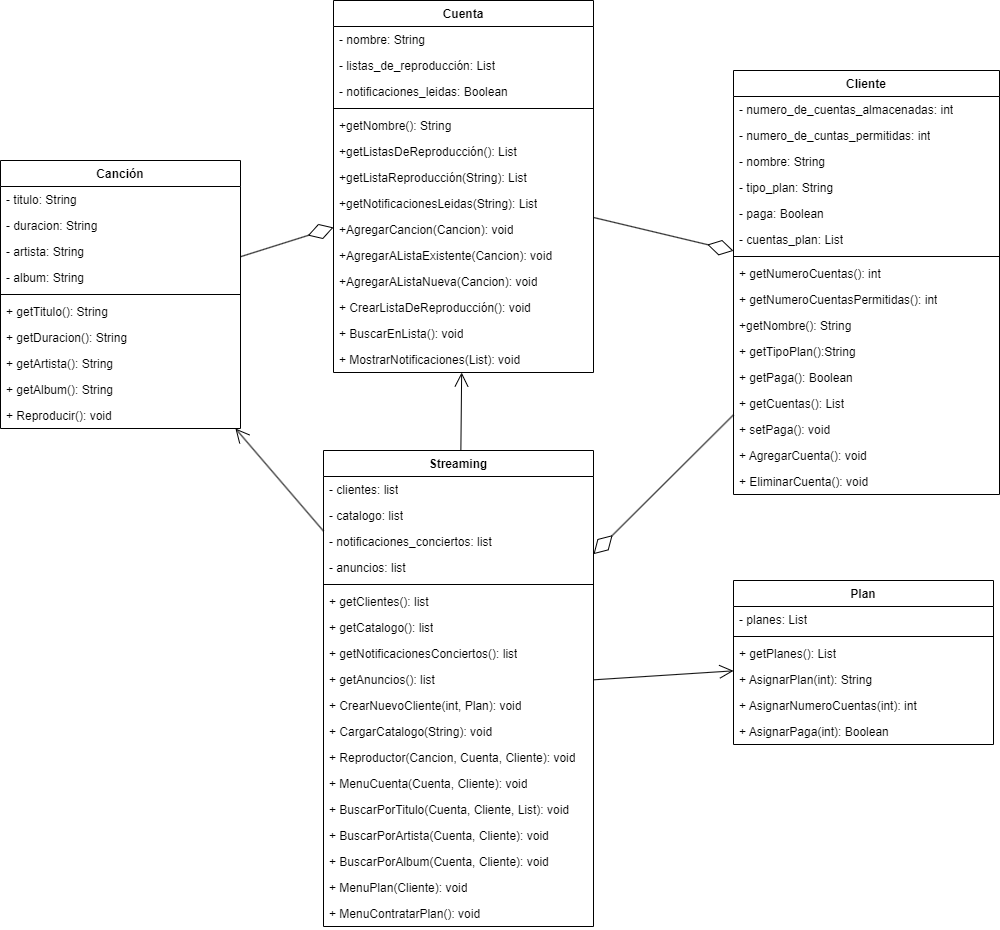 Cuenta
- nombre: String
- listas_de_reproducción: List
- notificaciones_leidas: Boolean
+getNombre(): String
+getListasDeReproducción(): List
+getListaReproducción(String): List
+getNotificacionesLeidas(String): List
+AgregarCancion(Cancion): void
+AgregarAListaExistente(Cancion): void
+AgregarAListaNueva(Cancion): void
+ CrearListaDeReproducción(): void
+ BuscarEnLista(): void
+ MostrarNotificaciones(List): void
Cliente
- numero_de_cuentas_almacenadas: int
- numero_de_cuntas_permitidas: int
- nombre: String
- tipo_plan: String
- paga: Boolean
- cuentas_plan: List
+ getNumeroCuentas(): int
+ getNumeroCuentasPermitidas(): int
+getNombre(): String
+ getTipoPlan():String
+ getPaga(): Boolean
+ getCuentas(): List
+ setPaga(): void
+ AgregarCuenta(): void
+ EliminarCuenta(): void
Canción
- titulo: String
- duracion: String
- artista: String
- album: String
+ getTitulo(): String
+ getDuracion(): String
+ getArtista(): String
+ getAlbum(): String
+ Reproducir(): void
Streaming
- clientes: list
- catalogo: list
- notificaciones_conciertos: list
- anuncios: list
+ getClientes(): list
+ getCatalogo(): list
+ getNotificacionesConciertos(): list
+ getAnuncios(): list
+ CrearNuevoCliente(int, Plan): void
+ CargarCatalogo(String): void
+ Reproductor(Cancion, Cuenta, Cliente): void
+ MenuCuenta(Cuenta, Cliente): void
+ BuscarPorTitulo(Cuenta, Cliente, List): void
+ BuscarPorArtista(Cuenta, Cliente): void
+ BuscarPorAlbum(Cuenta, Cliente): void
+ MenuPlan(Cliente): void
+ MenuContratarPlan(): void
Plan
- planes: List
+ getPlanes(): List
+ AsignarPlan(int): String
+ AsignarNumeroCuentas(int): int
+ AsignarPaga(int): Boolean